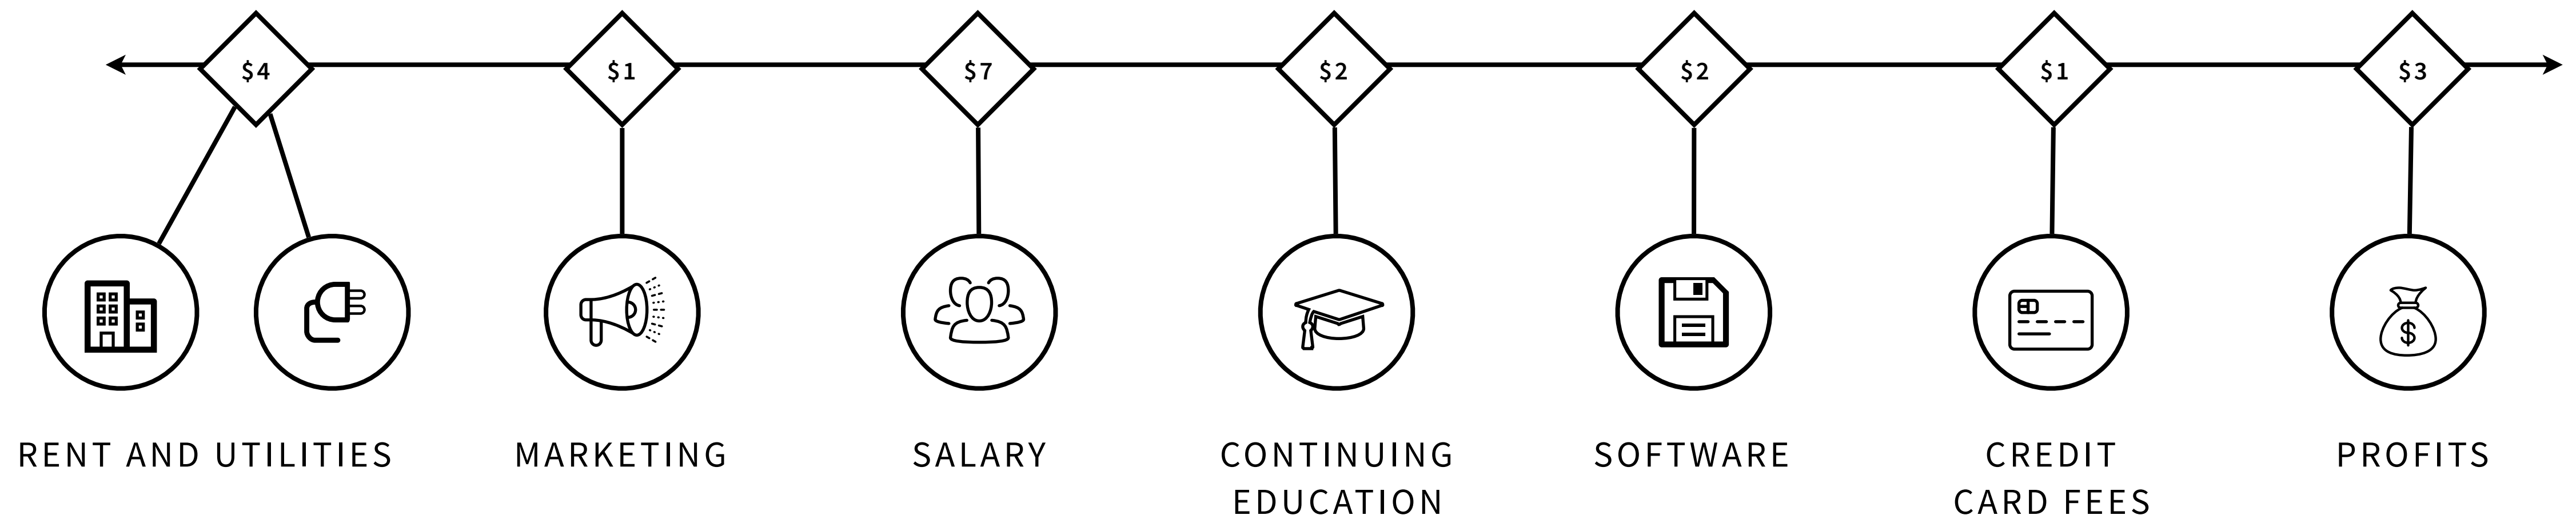 $4
$1
$7
$2
$2
$1
$3
$
RENT AND UTILITIES
MARKETING
SALARY
CONTINUING
EDUCATION
SOFTWARE
CREDIT
CARD FEES
PROFITS